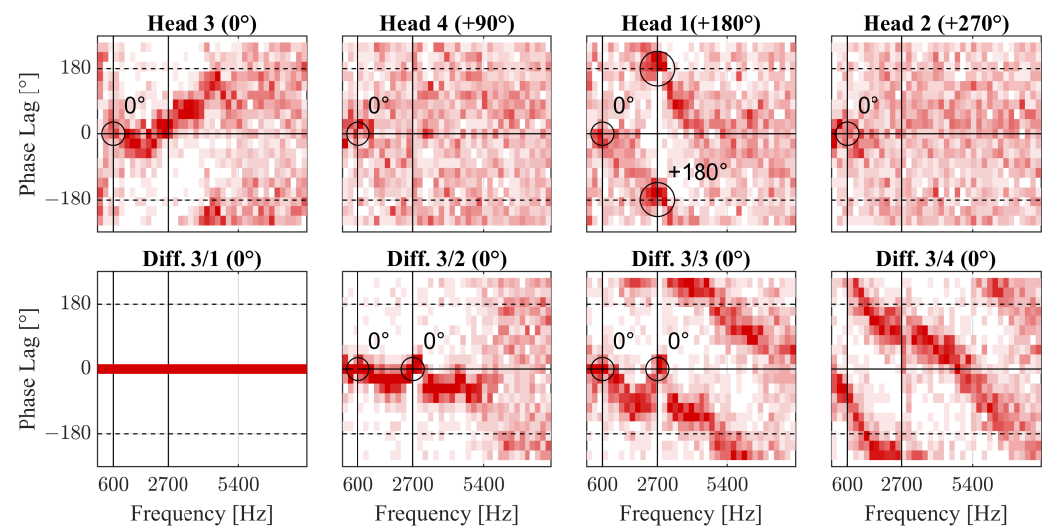 Head 3 (0°) Head 4 (+90°) Head 1(+180°) Head 2 (+270°)
Phase Lag [°]
180
0
−180
0° 0° 0° 0°
+180°
Diff. 3/1 (0°) Diff. 3/2 (0°) Diff. 3/3 (0°) Diff. 3/4 (0°)
Phase Lag [°]
180
0
−180
0° 0° 0° 0°
600 2700 5400 600 2700 5400 600 2700 5400 600 2700 5400
Frequency [Hz] Frequency [Hz] Frequency [Hz] Frequency [Hz]